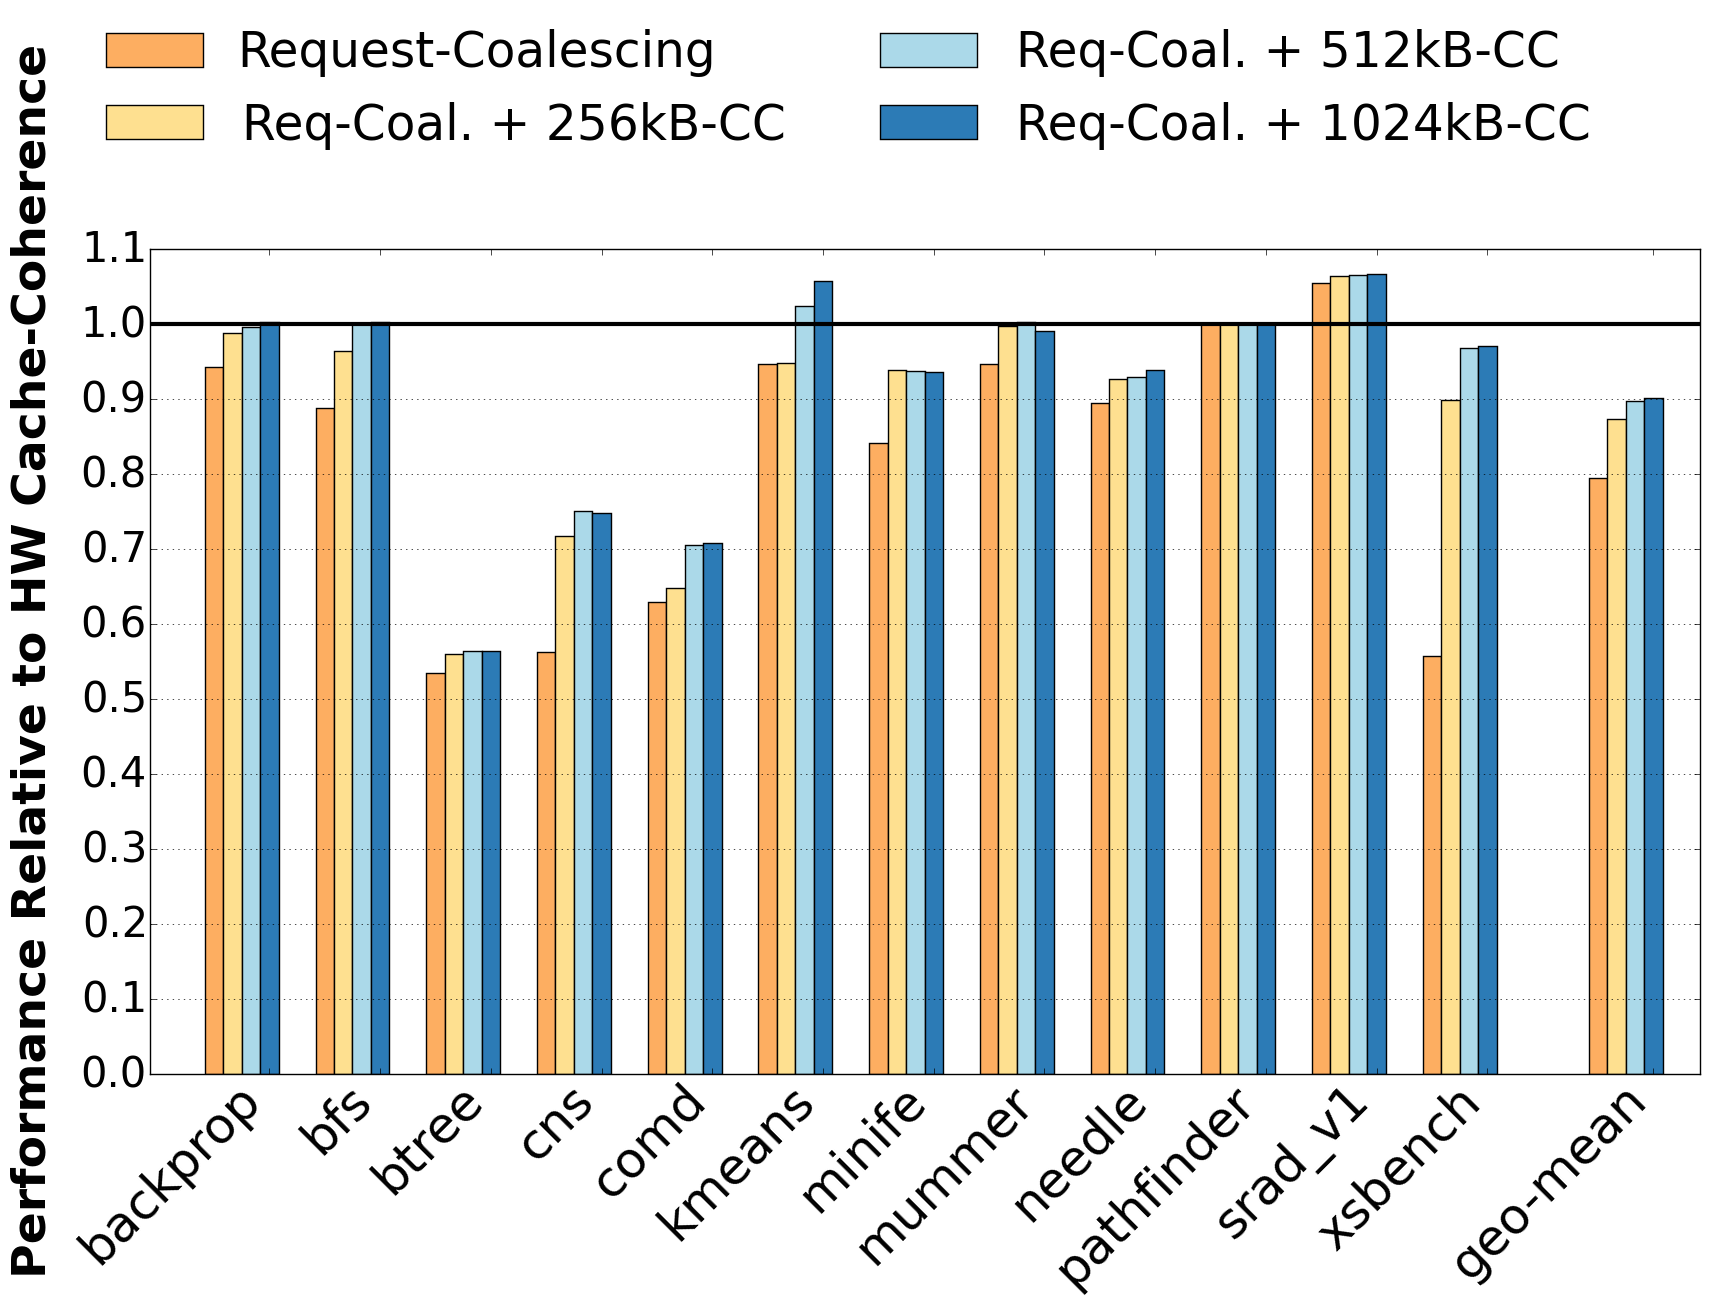 Request-Coalescing
Req-Coal. + 256kB-CC
Req-Coal. + 512kB-CC
Req-Coal. + 1024kB-CC
Performance Relative to HW Cache-Coherence
1.1
1.0
0.9
0.8
0.7
0.6
0.5
0.4
0.3
0.2
0.1
0.0
backprop
bfs
btree
cns
comd
kmeans
minife
mummer
needle
pathfinder
srad_v1
xsbench
geo-mean